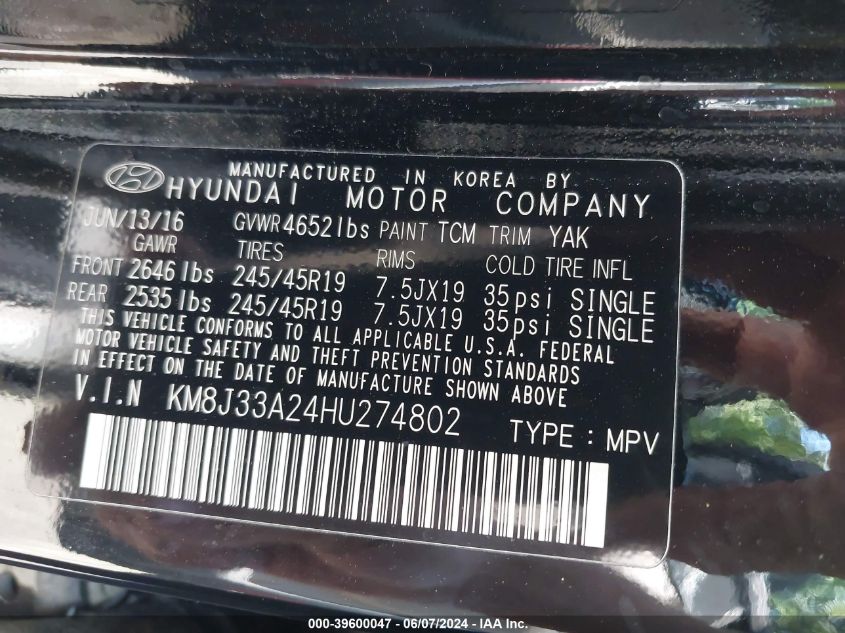 MANUFACTURED IN KOREA BY
HYUNDAI MOTOR COMPANY
JUN/13/16 GVWR 4652 lbs PAINT TCM TRIM YAK
GAWR TIRES RIMS COLD TIRE INFL
FRONT 2646 lbs 245/45R19 7.5JX19 35psi SINGLE
REAR 2535 lbs 245/45R19 7.5JX19 35psi SINGLE
THIS VEHICLE CONFORMS TO ALL APPLICABLE U.S.A. FEDERAL
MOTOR VEHICLE SAFETY AND THEFT PREVENTION STANDARDS
IN EFFECT ON THE DATE OF MANUFACTURE SHOWN ABOVE
V.I.N KM8J33A24HU274802 TYPE : MPV
000-39600047 - 06/07/2024 - IAA Inc.